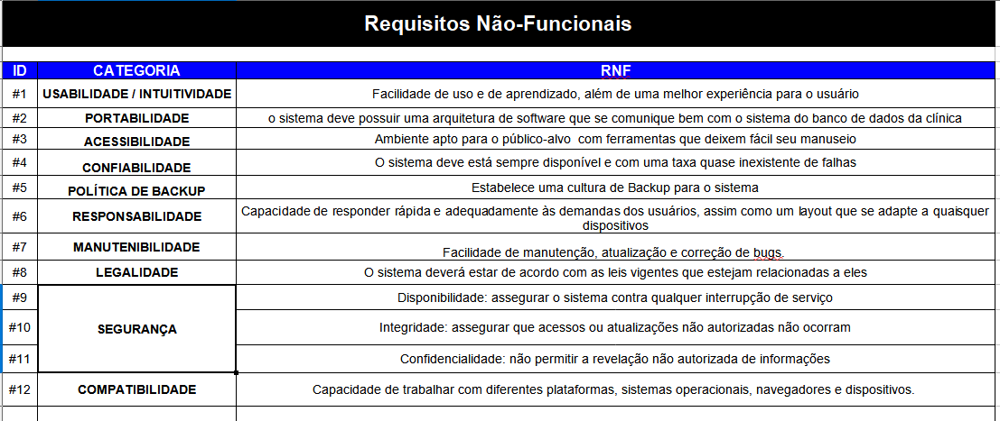 Requisitos Não-Funcionais
ID CATEGORIA RNF
#1 USABILIDADE / INTUITIVIDADE Facilidade de uso e de aprendizado, além de uma melhor experiência para o usuário
#2 PORTABILIDADE o sistema deve possuir uma arquitetura de software que se comunique bem com o sistema do banco de dados da clínica
#3 ACESSIBILIDADE Ambiente apto para o público-alvo com ferramentas que deixem fácil seu manuseio
#4 CONFIABILIDADE O sistema deve está sempre disponível e com uma taxa quase inexistente de falhas
#5 POLÍTICA DE BACKUP Estabelece uma cultura de Backup para o sistema
#6 RESPONSABILIDADE Capacidade de responder rápida e adequadamente às demandas dos usuários, assim como um layout que se adapte a quaisquer
dispositivos
#7 MANUTENIBILIDADE Facilidade de manutenção, atualização e correção de bugs.
#8 LEGALIDADE O sistema deverá estar de acordo com as leis vigentes que estejam relacionadas a eles
#9 Disponibilidade: assegurar o sistema contra qualquer interrupção de serviço
#10 SEGURANÇA Integridade: assegurar que acessos ou atualizações não autorizadas não ocorram
#11 Confidencialidade: não permitir a revelação não autorizada de informações
#12 COMPATIBILIDADE Capacidade de trabalhar com diferentes plataformas, sistemas operacionais, navegadores e dispositivos.